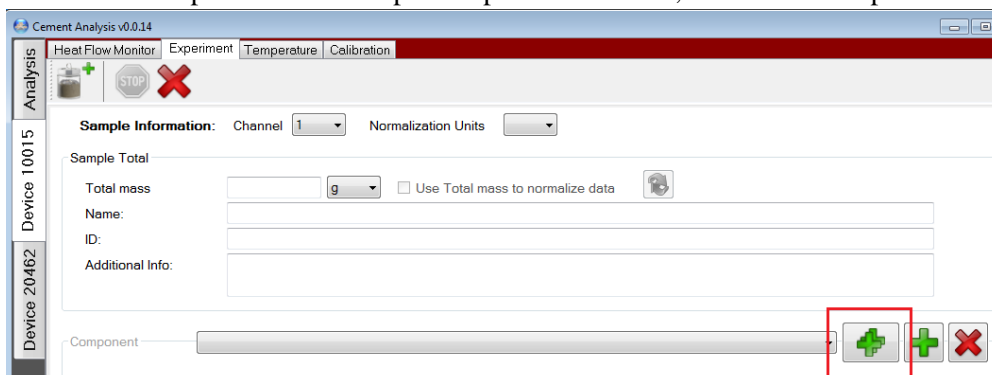 Cement Analysis v0.0.14
Heat Flow Monitor Experiment Temperature Calibration
Analysis
STOP
Device 10015
Sample Information: Channel 1 Normalization Units
Sample Total
Total mass g Use Total mass to normalize data
Name:
ID:
Additional Info:
Device 20462
Component